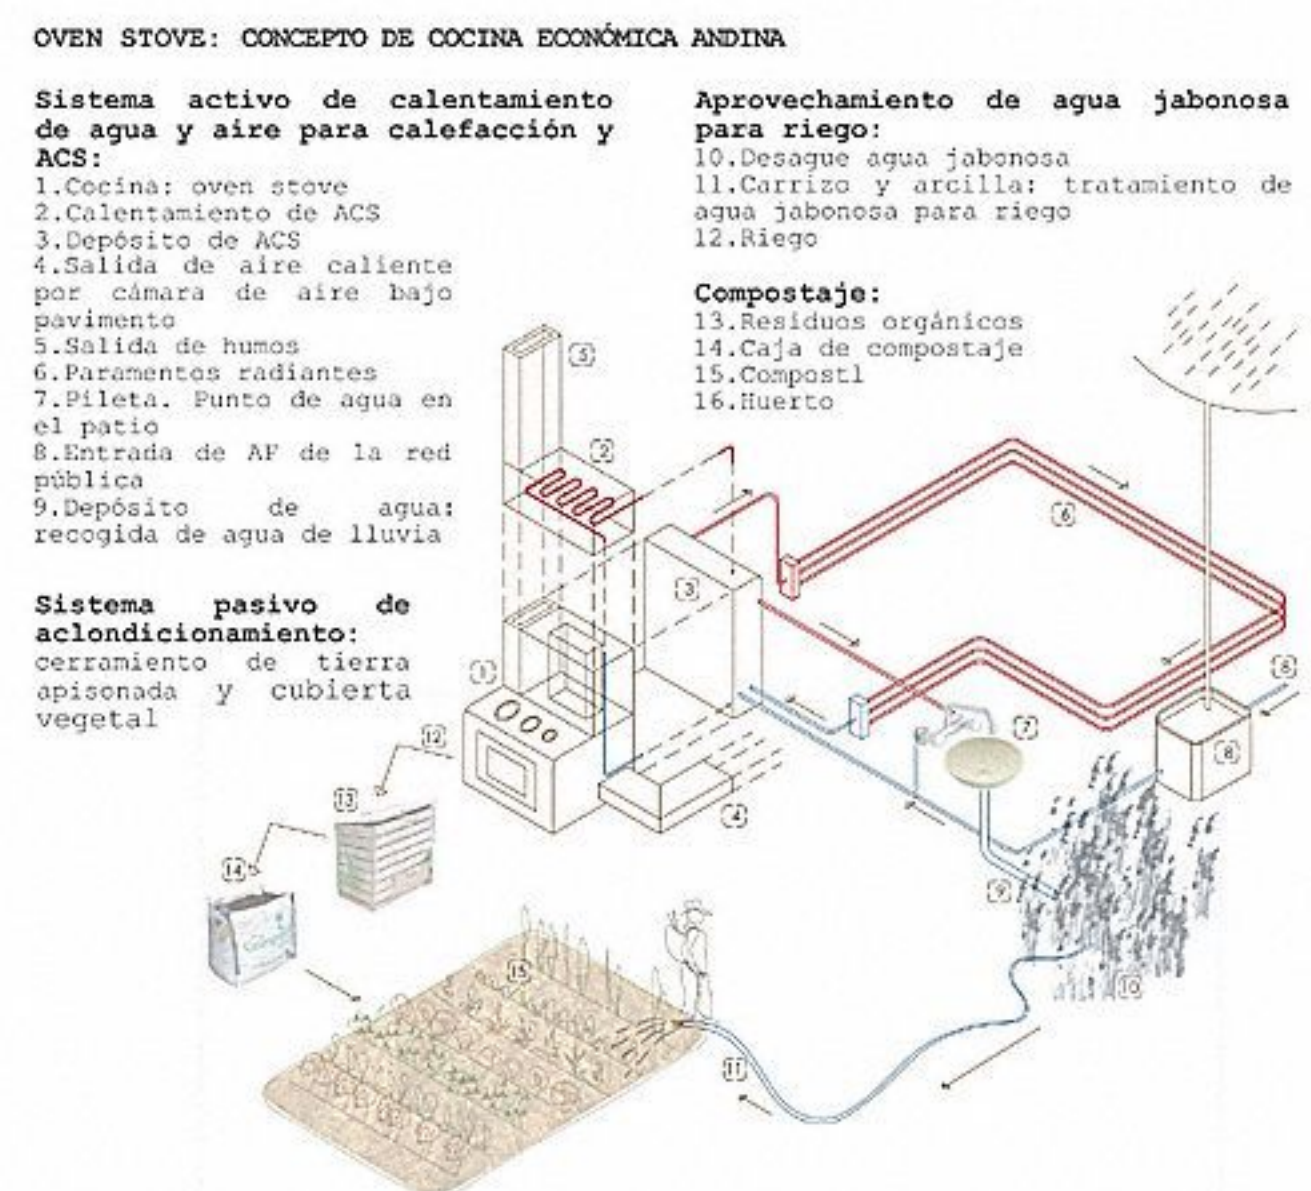 OVEN STOVE: CONCEPTO DE COCINA ECONÓMICA ANDINA
Sistema activo de calentamiento
de agua y aire para calefacción y
ACS:
1.Cocina: oven stove
2.Calentamiento de ACS
3.Depósito de ACS
4.Salida de aire caliente
por cámara de aire bajo
pavimento
5.Salida de humos
6.Paramentos radiantes
7.Pileta. Punto de agua en
el patio
8.Entrada de AF de la red
pública
9.Depósito de agua:
recogida de agua de lluvia
Sistema pasivo de
aclondicionamiento:
cerramiento de tierra
apisonada y cubierta
vegetal
Aprovechamiento de agua jabonosa
para riego:
10.Desague agua jabonosa
11.Carrizo y arcilla: tratamiento de
agua jabonosa para riego
12.Riego
Compostaje:
13.Residuos orgánicos
14.Caja de compostaje
15.Compostl
16.Huerto
5
2
6
3
1
8
7
8
12
13
4
14
9
15
10
11